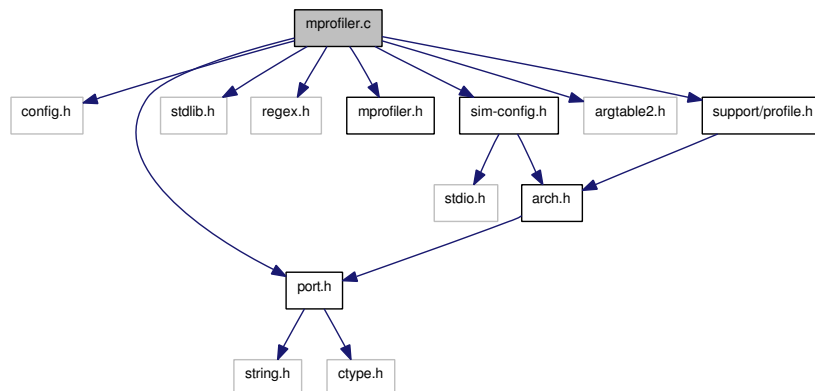 mprofiler.c
config.h
stdlib.h
regex.h
mprofiler.h
sim-config.h
argtable2.h
support/profile.h
stdio.h
arch.h
port.h
string.h
ctype.h